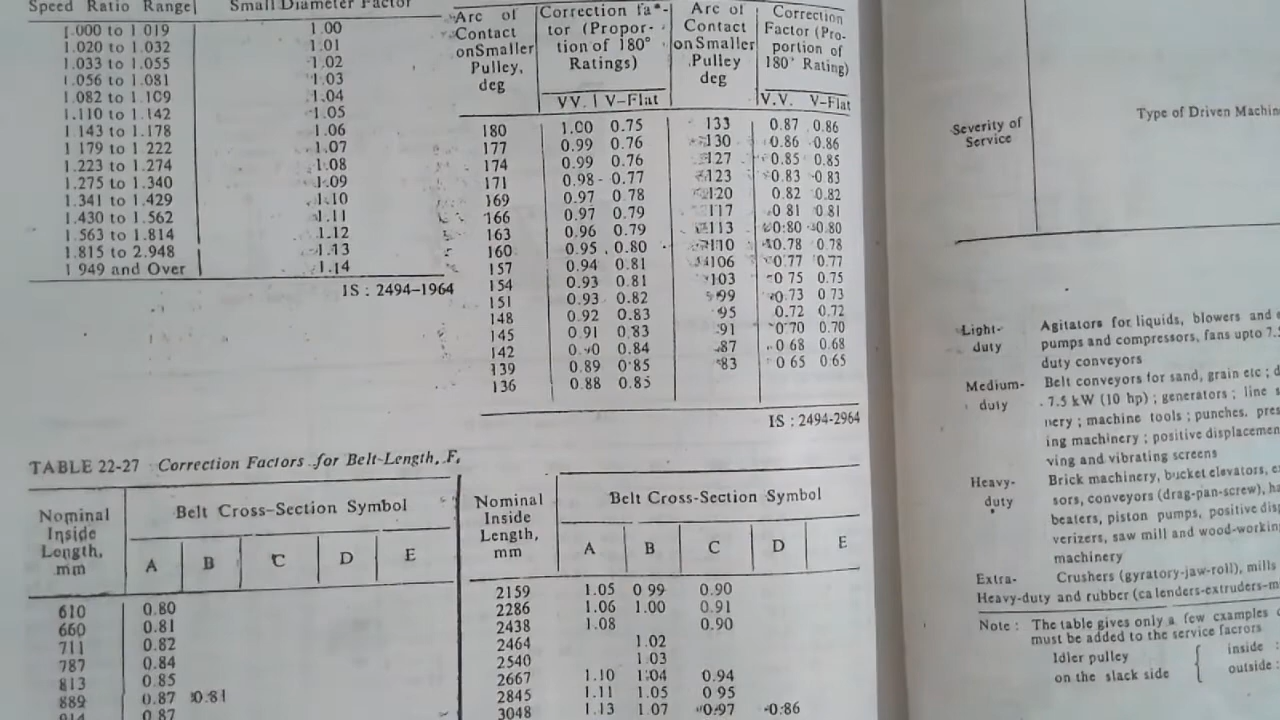 Speed Ratio Range Small Diameter Factor
1.000 to 1 019 1.00
1.020 to 1.032 1.01
1.033 to 1.055 1.02
1.056 to 1.081 1.03
1.082 to 1.109 1.04
1.110 to 1.142 1.05
1.143 to 1.178 1.06
1 179 to 1 222 1.07
1.223 to 1.274 1.08
1.275 to 1.340 1.09
1.341 to 1.429 1.10
1.430 to 1.562 1.11
1.563 to 1.814 1.12
1.815 to 2.948 1.13
1 949 and Over 1.14
IS : 2494-1964
Arc of Contact on Smaller Pulley, deg
Correction factor (Proportion of 180° Ratings)
Arc of Contact on Smaller Pulley deg
Correction Factor (Proportion of 180° Rating)
VV. V-Flat V.V. V-Flat
180 1.00 0.75 133 0.87 0.86
177 0.99 0.76 130 0.86 0.86
174 0.99 0.76 127 0.85 0.85
171 0.98 0.77 123 0.83 0.83
169 0.97 0.78 120 0.82 0.82
166 0.97 0.79 117 0 81 0.81
163 0.96 0.79 113 0.80 0.80
160 0.95 0.80 110 0.78 0.78
157 0.94 0.81 106 0.77 0.77
154 0.93 0.81 103 0 75 0.75
151 0.93 0.82 99 0.73 0 73
148 0.92 0.83 95 0.72 0.72
145 0.91 0.83 91 0.70 0.70
142 0.90 0.84 87 0 68 0.68
139 0.89 0.85 83 0 65 0.65
136 0.88 0.85
IS : 2494-2964
TABLE 22-27 Correction Factors for Belt-Length, F
Nominal Inside Length, mm
Belt Cross-Section Symbol
A B C D E
610 0.80
660 0.81
711 0.82
787 0.84
813 0.85
889 0.87 0.81
914 0.87
Nominal Inside Length, mm
Belt Cross-Section Symbol
A B C D E
2159 1.05 0 99 0.90
2286 1.06 1.00 0.91
2438 1.08 0.90
2464 1.02
2540 1.03
2667 1.10 1.04 0.94
2845 1.11 1.05 0 95
3048 1.13 1.07 0.97 0.86
Severity of Service
Type of Driven
Light-duty
Agitators for liquids, blowers and
pumps and compressors, fans upto
duty conveyors
Medium-duty
Belt conveyors for sand, grain etc ;
7.5 kW (10 hp) ; generators ; line
nery ; machine tools ; punches,
ing machinery ; positive
ving and vibrating screens
Heavy-duty
Brick machinery, bucket elevators,
sors, conveyors (drag-pan-screw),
beaters, piston pumps, positive
verizers, saw mill and
machinery
Extra-Heavy-duty
Crushers (gyratory-jaw-roll), mills
and rubber
Note : The table gives only a few examples
must be added to the service facrors
Idler pulley inside :
on the slack side outside :